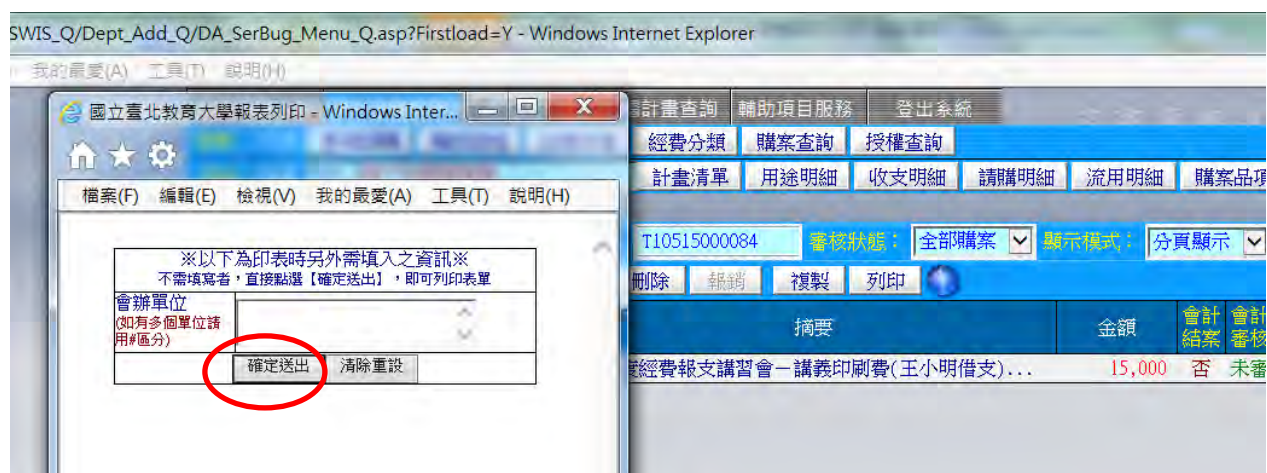 SWIS_Q/Dept_Add_Q/DA_SerBug_Menu_Q.asp?Firstload=Y - Windows Internet Explorer
我的最愛(A) 工具(T) 說明(H)
國立臺北教育大學報表列印 - Windows Inter...
計畫查詢 輔助項目服務 登出系統
經費分類 購案查詢 授權查詢
計畫清單 用途明細 收支明細 請購明細 流用明細 購案品項
檔案(F) 編輯(E) 檢視(V) 我的最愛(A) 工具(T) 說明(H)
T10515000084 審核狀態： 全部購案 顯示模式： 分頁顯示
刪除 報銷 複製 列印
※以下為印表時另外需填入之資訊※
不需填寫者，直接點選【確定送出】，即可列印表單
會辦單位
(如有多個單位請
用#區分)
確定送出 清除重設
摘要 金額 會計結案 會計審核
經費報支講習會－講義印刷費(王小明借支)... 15,000 否 未審